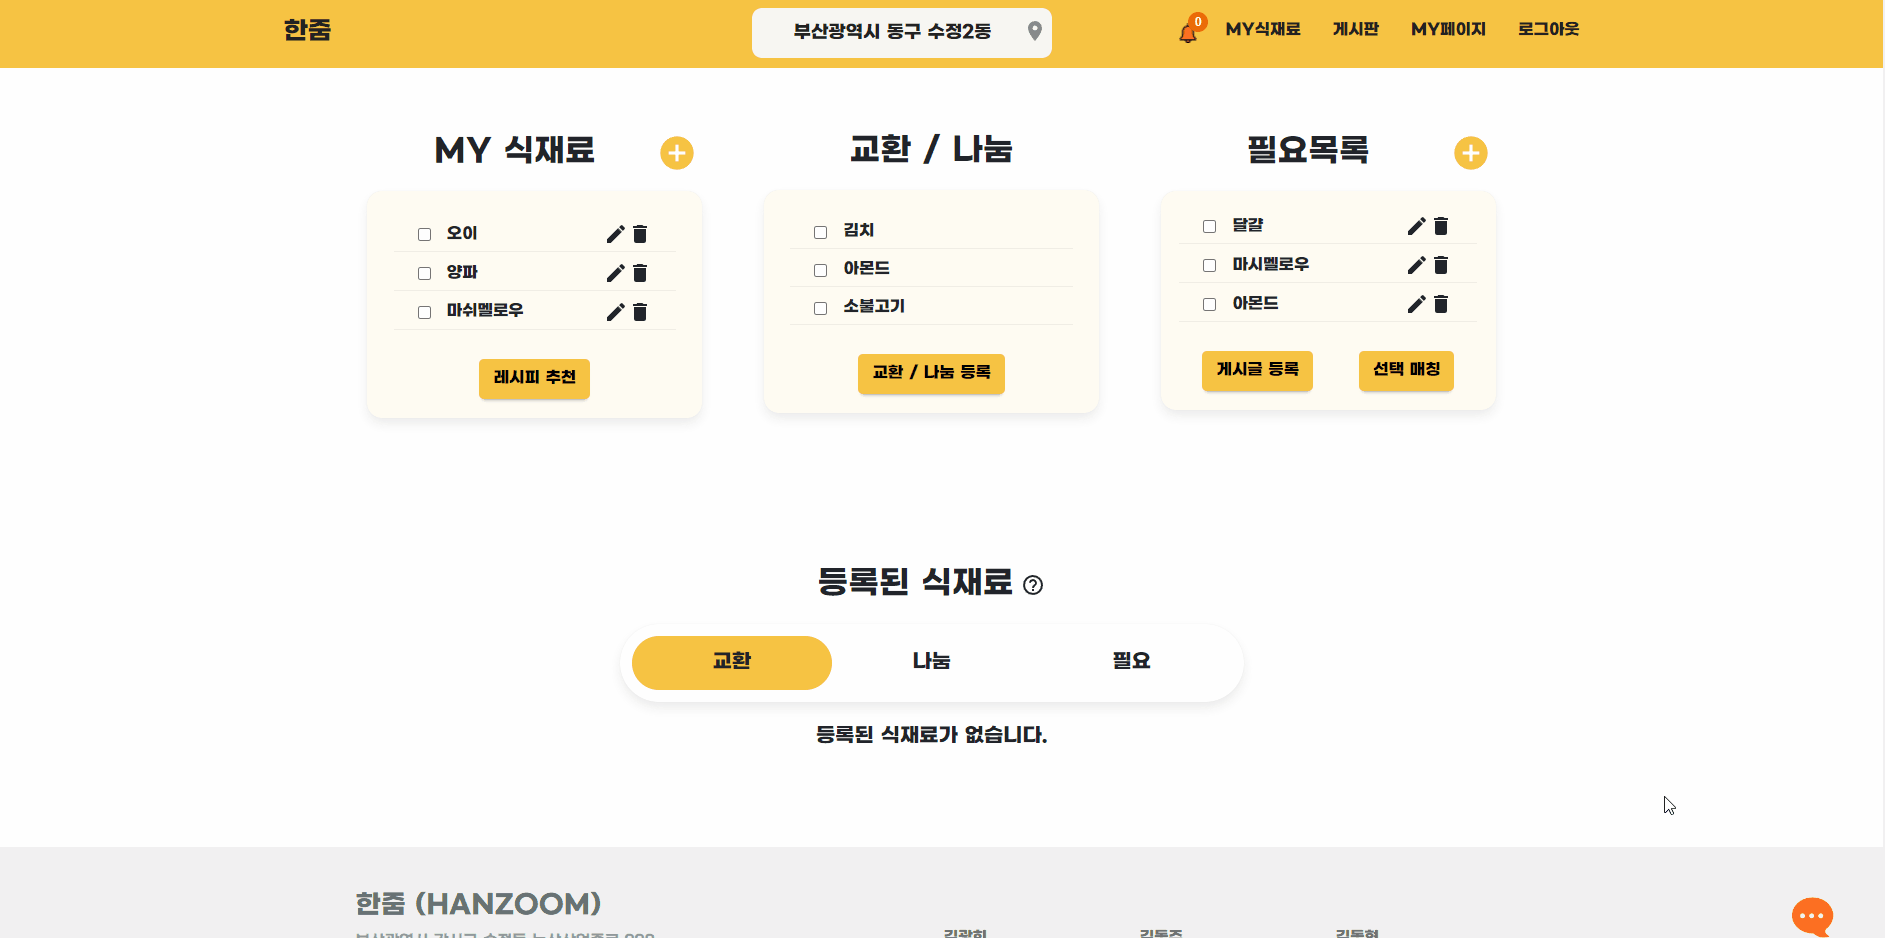 한줌
부산광역시 동구 수정2동
0
MY식재료 게시판 MY페이지 로그아웃
MY 식재료
오이
양파
마쉬멜로우
레시피 추천
교환 / 나눔
김치
아몬드
소불고기
교환 / 나눔 등록
필요목록
달걀
마시멜로우
아몬드
게시글 등록 선택 매칭
등록된 식재료
교환 나눔 필요
등록된 식재료가 없습니다.
한줌 (HANZOOM)